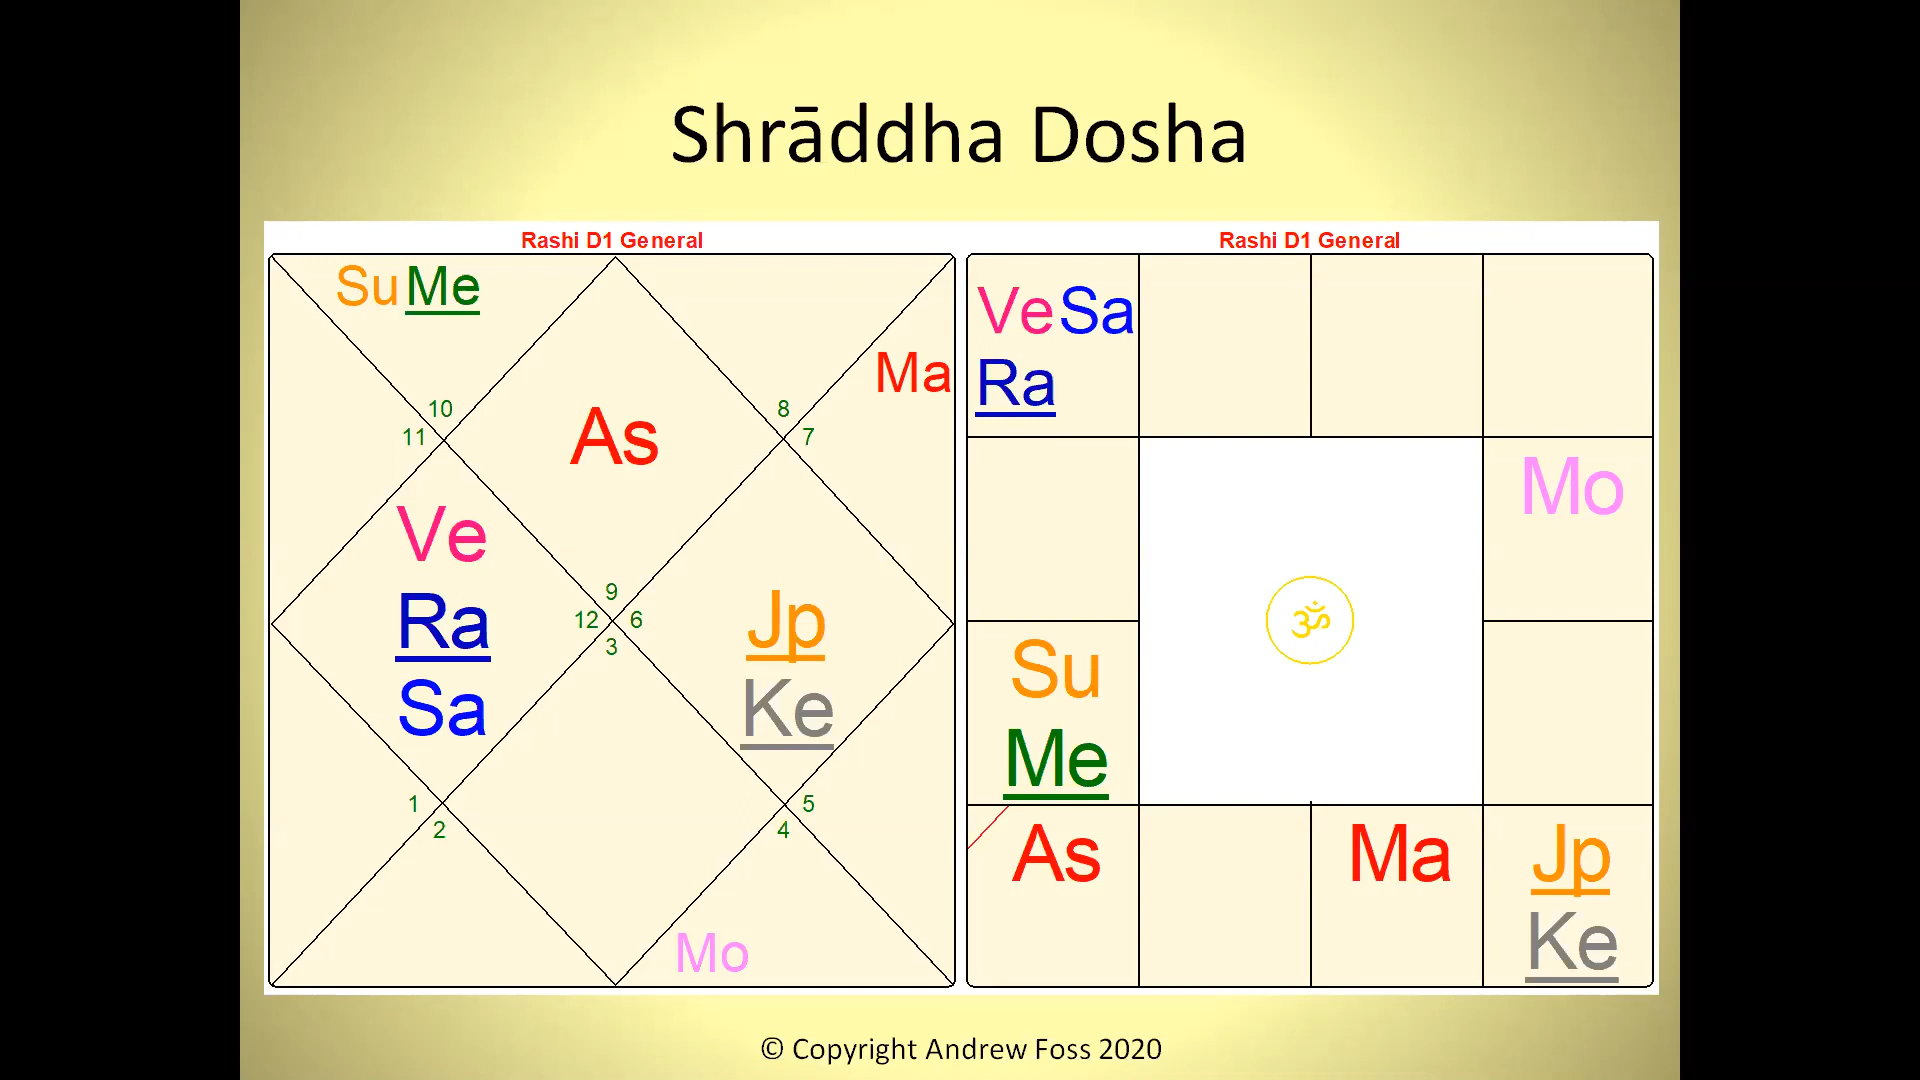 Shrāddha Dosha
Rashi D1 General
Su Me
Ma
10
8
11
As
7
Ve
Ra
Sa
9
12 6
3
Jp
Ke
1
2
5
4
Mo
Rashi D1 General
Ve Sa
Ra
Mo
ॐ
Su
Me
As
Ma
Jp
Ke
© Copyright Andrew Foss 2020